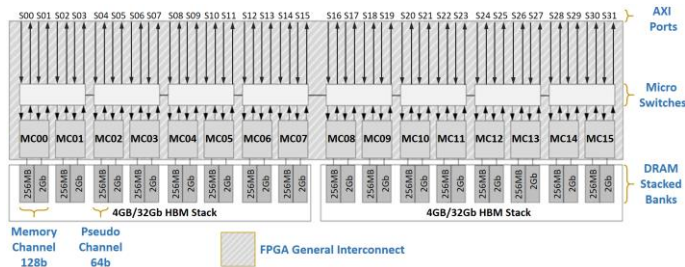 S00 S01 S02 S03 S04 S05 S06 S07 S08 S09 S10 S11 S12 S13 S14 S15 S16 S17 S18 S19 S20 S21 S22 S23 S24 S25 S26 S27 S28 S29 S30 S31
AXI
Ports
Micro
Switches
MC00 MC01 MC02 MC03 MC04 MC05 MC06 MC07 MC08 MC09 MC10 MC11 MC12 MC13 MC14 MC15
256MB 2Gb 256MB 2Gb 256MB 2Gb 256MB 2Gb 256MB 2Gb 256MB 2Gb 256MB 2Gb 256MB 2Gb 256MB 2Gb 256MB 2Gb 256MB 2Gb 256MB 2Gb 256MB 2Gb 256MB 2Gb 256MB 2Gb 256MB 2Gb
DRAM
Stacked
Banks
4GB/32Gb HBM Stack 4GB/32Gb HBM Stack
Memory
Channel
128b
Pseudo
Channel
64b
FPGA General Interconnect